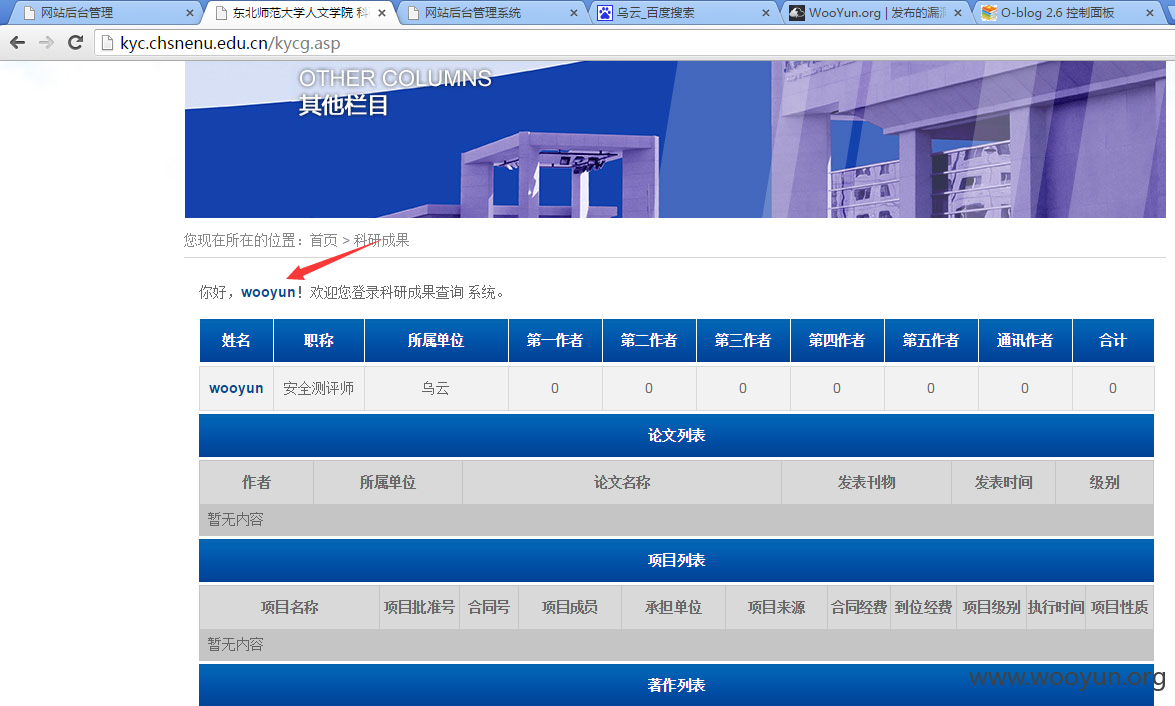 网站后台管理
东北师范大学人文学院 科
网站后台管理系统
乌云_百度搜索
WooYun.org | 发布的漏洞
O-blog 2.6 控制面板
kyc.chsnenu.edu.cn/kycg.asp
OTHER COLUMNS
其他栏目
您现在所在的位置：首页 > 科研成果
你好，wooyun！欢迎您登录科研成果查询 系统。
姓名 职称 所属单位 第一作者 第二作者 第三作者 第四作者 第五作者 通讯作者 合计
wooyun 安全测评师 乌云 0 0 0 0 0 0 0
论文列表
作者 所属单位 论文名称 发表刊物 发表时间 级别
暂无内容
项目列表
项目名称 项目批准号 合同号 项目成员 承担单位 项目来源 合同经费 到位经费 项目级别 执行时间 项目性质
暂无内容
著作列表
www.wooyun.org